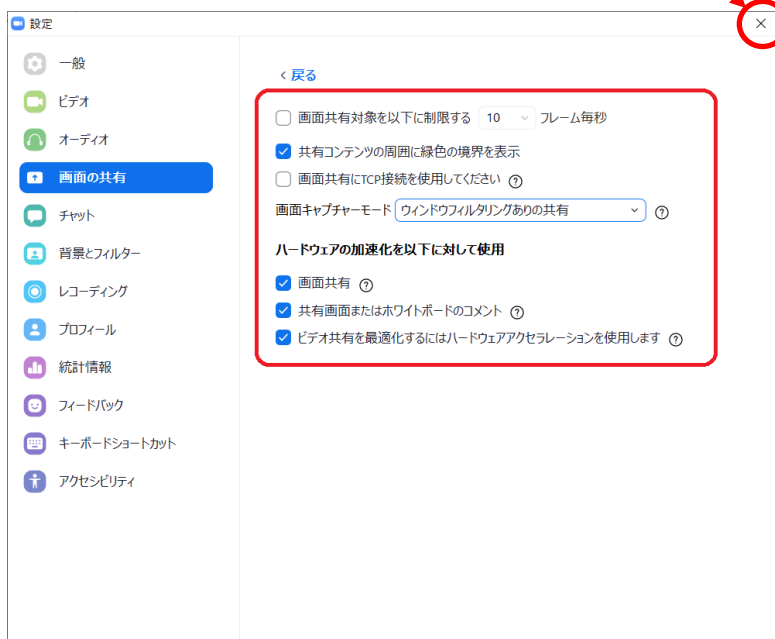 設定
一般
ビデオ
オーディオ
画面の共有
チャット
背景とフィルター
レコーディング
プロフィール
統計情報
フィードバック
キーボードショートカット
アクセシビリティ
< 戻る
画面共有対象を以下に制限する 10 フレーム毎秒
共有コンテンツの周囲に緑色の境界を表示
画面共有にTCP接続を使用してください ?
画面キャプチャーモード ウィンドウフィルタリングありの共有 ?
ハードウェアの加速化を以下に対して使用
画面共有 ?
共有画面またはホワイトボードのコメント ?
ビデオ共有を最適化するにはハードウェアアクセラレーションを使用します ?